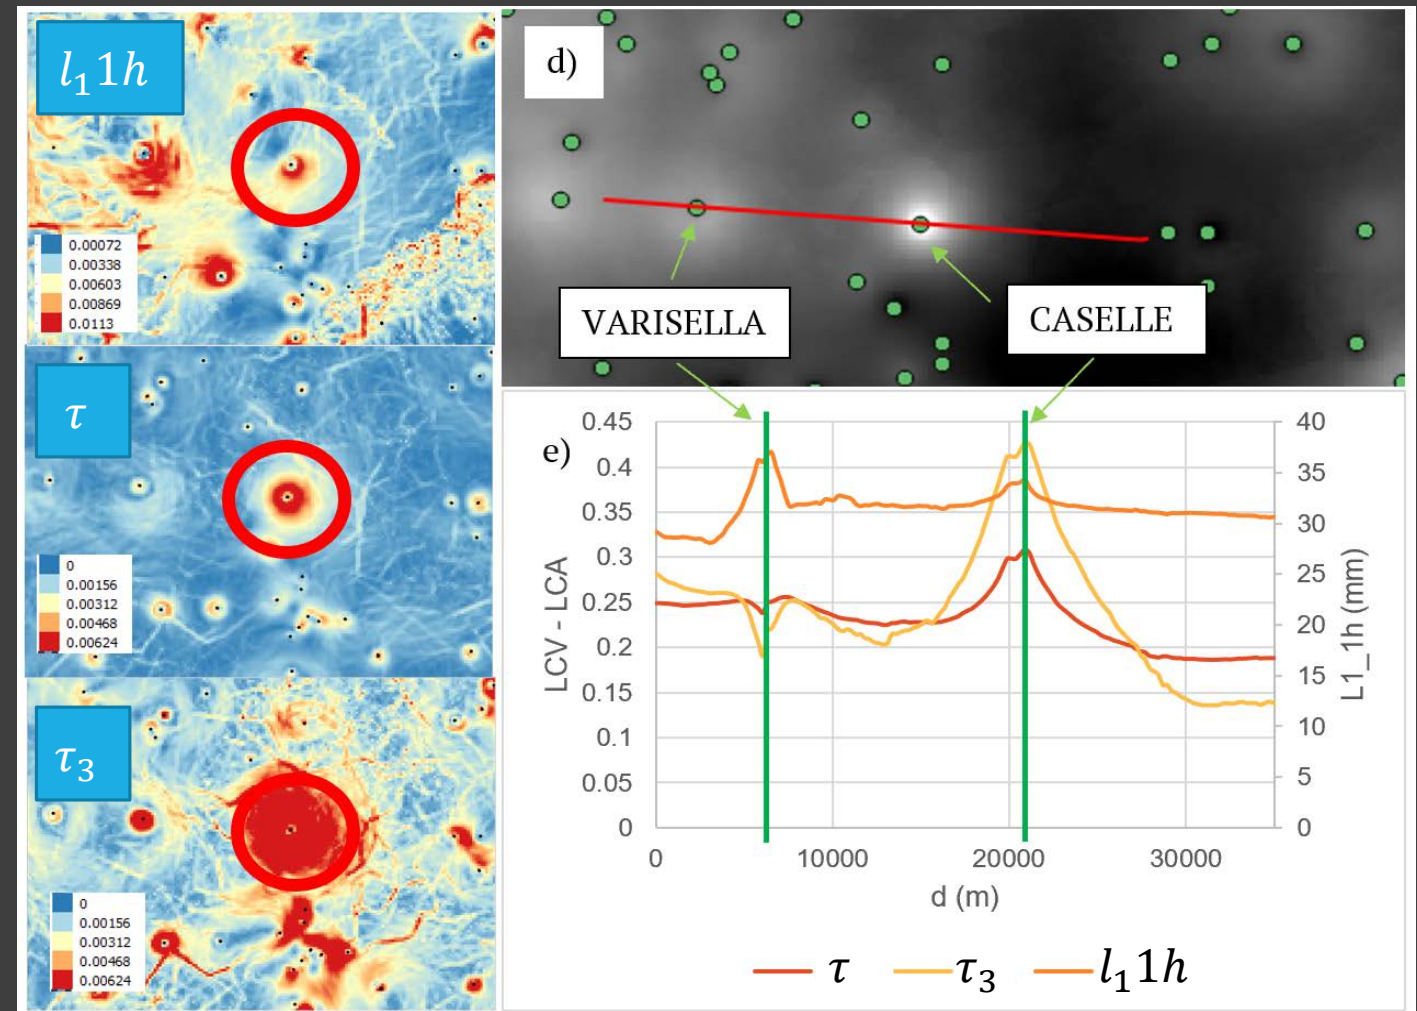 l₁1h
0.00072
0.00338
0.00603
0.00869
0.0113
τ
0
0.00156
0.00312
0.00468
0.00624
τ₃
0
0.00156
0.00312
0.00468
0.00624
d)
VARISELLA
CASELLE
e)
0.45
0.4
0.35
0.3
0.25
0.2
0.15
0.1
0.05
0
LCV - LCA
40
35
30
25
20
15
10
5
0
L1_1h (mm)
0 10000 20000 30000
d (m)
τ τ₃ l₁1h